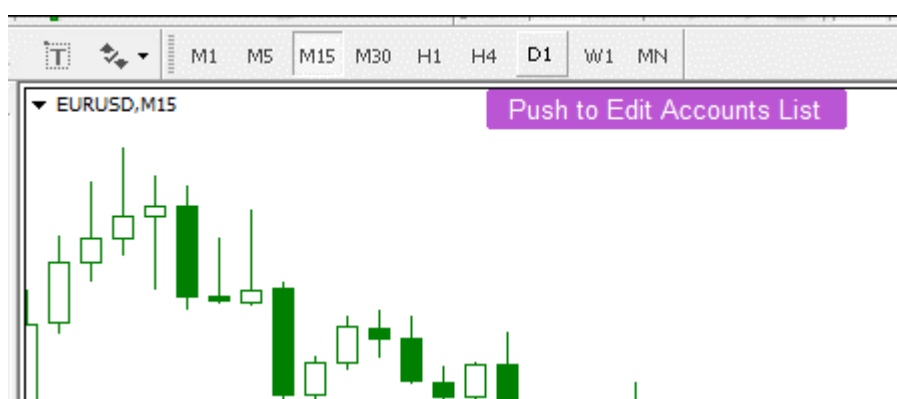 T M1 M5 M15 M30 H1 H4 D1 W1 MN
EURUSD,M15
Push to Edit Accounts List